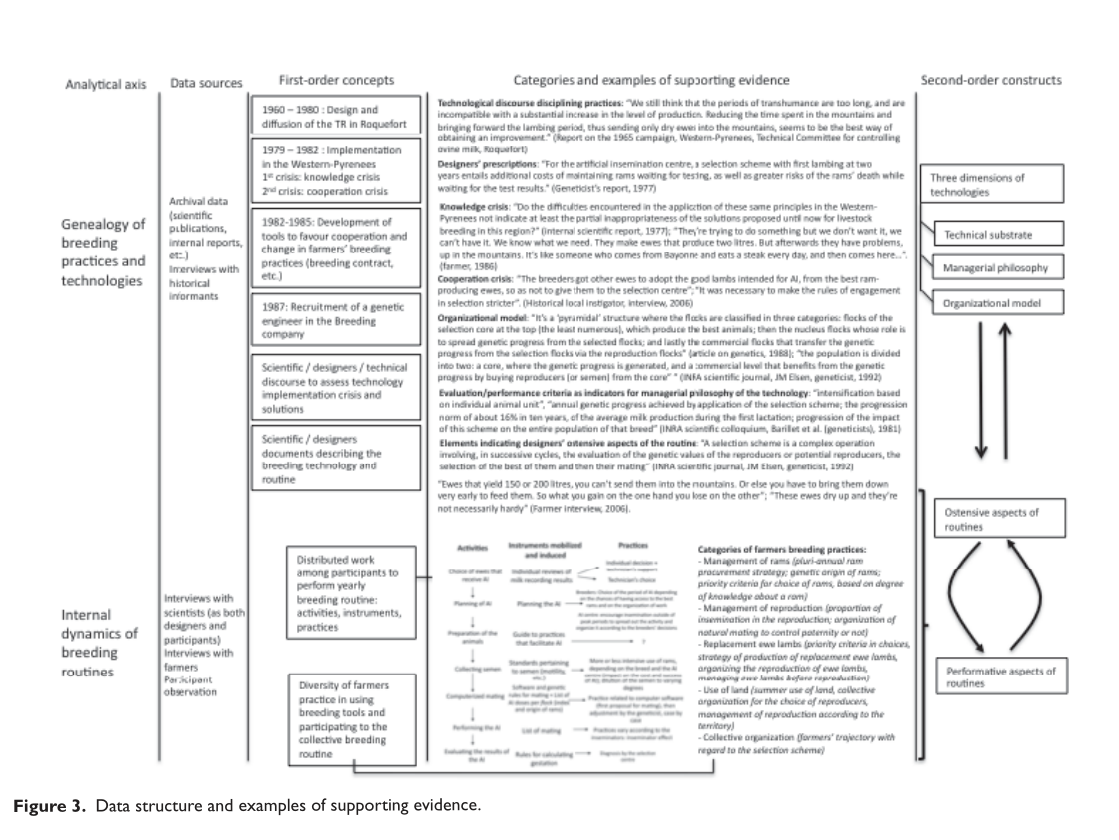 Analytical axis
Data sources
First-order concepts
Categories and examples of supporting evidence
Second-order constructs
Genealogy of
breeding
practices and
technologies
Archival data
(scientific
publications,
internal reports,
etc.)
Interviews with
historical
informants
1960 – 1980 : Design and
diffusion of the TR in Roquefort
1979 – 1982 : Implementation
in the Western-Pyrenees
1st crisis: knowledge crisis
2nd crisis: cooperation crisis
1982-1985: Development of
tools to favour cooperation and
change in farmers' breeding
practices (breeding contract,
etc.)
1987: Recruitment of a genetic
engineer in the Breeding
company
Scientific / designers / technical
discourse to assess technology
implementation crisis and
solutions
Scientific / designers
documents describing the
breeding technology and
routine
Technological discourse disciplining practices: "We still think that the periods of transhumance are too long, and are
incompatible with a substantial increase in the level of production. Reducing the time spent in the mountains and
bringing forward the lambing period, thus sending only dry ewes into the mountains, seems to be the best way of
obtaining an improvement." (Report on the 1965 campaign, Western-Pyrenees, Technical Committee for controlling
ovine milk, Roquefort)
Designers' prescriptions: "For the artificial insemination centre, a selection scheme with first lambing at two
years entails additional costs of maintaining rams waiting for testing, as well as greater risks of the rams' death while
waiting for the test results." (Geneticist's report, 1977)
Knowledge crisis: "Do the difficulties encountered in the application of these same principles in the Western-
Pyrenees not indicate at least the partial inappropriateness of the solutions proposed until now for livestock
breeding in this region?" (Internal scientific report, 1977); "They're trying to do something but we don't want it, we
can't have it. We know what we need. They make ewes that produce two litres. But afterwards they have problems,
up in the mountains. It's like someone who comes from Bayonne and eats a steak every day, and then comes here...".
(farmer, 1986)
Cooperation crisis: "The breeders got other ewes to adopt the good lambs intended for AI, from the best ram-
producing ewes, so as not to give them to the selection centre"; "It was necessary to make the rules of engagement
in selection stricter". (Historical local instigator, interview, 2006)
Organizational model: "It's a 'pyramidal' structure where the flocks are classified in three categories: flocks of the
selection core at the top (the least numerous), which produce the best animals; then the nucleus flocks whose role is
to spread genetic progress from the selected flocks; and lastly the commercial flocks that transfer the genetic
progress from the selection flocks via the reproduction flocks" (article on genetics, 1988); "the population is divided
into two: a core, where the genetic progress is generated, and a commercial level that benefits from the genetic
progress by buying reproducers [or semen] from the core" " (INRA scientific journal, JM Elsen, geneticist, 1992)
Evaluation/performance criteria as indicators for managerial philosophy of the technology: "intensification based
on individual animal unit", "annual genetic progress achieved by application of the selection scheme; the progression
norm of about 16% in ten years, of the average milk production during the first lactation; progression of the impact
of this scheme on the entire population of that breed" (INRA scientific colloquium, Barillet et al. (geneticists), 1981)
Elements indicating designers' ostensive aspects of the routine: "A selection scheme is a complex operation
involving, in successive cycles, the evaluation of the genetic values of the reproducers or potential reproducers, the
selection of the best of them and then their mating" (INRA scientific journal, JM Elsen, geneticist, 1992)
"Ewes that yield 150 or 200 litres, you can't send them into the mountains. Or else you have to bring them down
very early to feed them. So what you gain on the one hand you lose on the other"; "These ewes dry up and they're
not necessarily hardy" (Farmer interview, 2006).
Three dimensions of
technologies
Technical substrate
Managerial philosophy
Organizational model
Internal
dynamics of
breeding
routines
Interviews with
scientists (as both
designers and
participants)
Interviews with
farmers
Participant
observation
Distributed work
among participants to
perform yearly
breeding routine:
activities, instruments,
practices
Diversity of farmers
practice in using
breeding tools and
participating to the
collective breeding
routine
Activities
Instruments mobilized
and induced
Practices
Choice of ewes that
receive AI
Individual reviews of
milk recording results
Individual decision +
technician's support
Technician's choice
Planning of AI
Planning the AI
Preparation of the
animals
Guide to practices
that facilitate AI
?
Collecting semen
Standards pertaining
to semen (motility,
etc.)
Computerized mating
Software and genetic
rules for mating + List of
AI doses per flock (index
and origin of rams)
Practice related to computer software
(first proposal for mating); then
adjustment by the geneticist, case by
case
Performing the AI
List of mating
Practices vary according to the
inseminators: inseminator effect
Evaluating the results of
the AI
Rules for calculating
gestation
Diagnosis by the selection
centre
Categories of farmers breeding practices:
- Management of rams (pluri-annual ram
procurement strategy; genetic origin of rams;
priority criteria for choice of rams, based on degree
of knowledge about a ram)
- Management of reproduction (proportion of
insemination in the reproduction; organization of
natural mating to control paternity or not)
- Replacement ewe lambs (priority criteria in choices,
strategy of production of replacement ewe lambs,
organizing the reproduction of ewe lambs,
managing ewe lambs before reproduction)
- Use of land (summer use of land, collective
organization for the choice of reproducers,
management of reproduction according to the
territory)
- Collective organization (farmers' trajectory with
regard to the selection scheme)
Ostensive aspects of
routines
Performative aspects of
routines
Figure 3. Data structure and examples of supporting evidence.